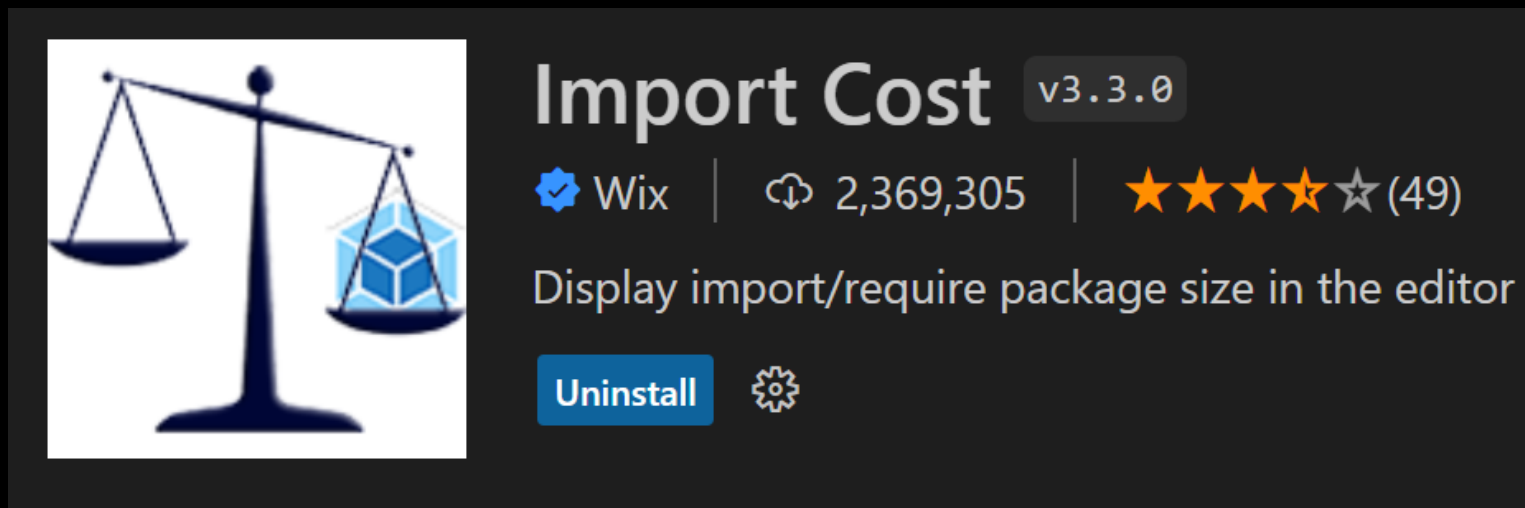 Import Cost v3.3.0
Wix 2,369,305 (49)
Display import/require package size in the editor
Uninstall